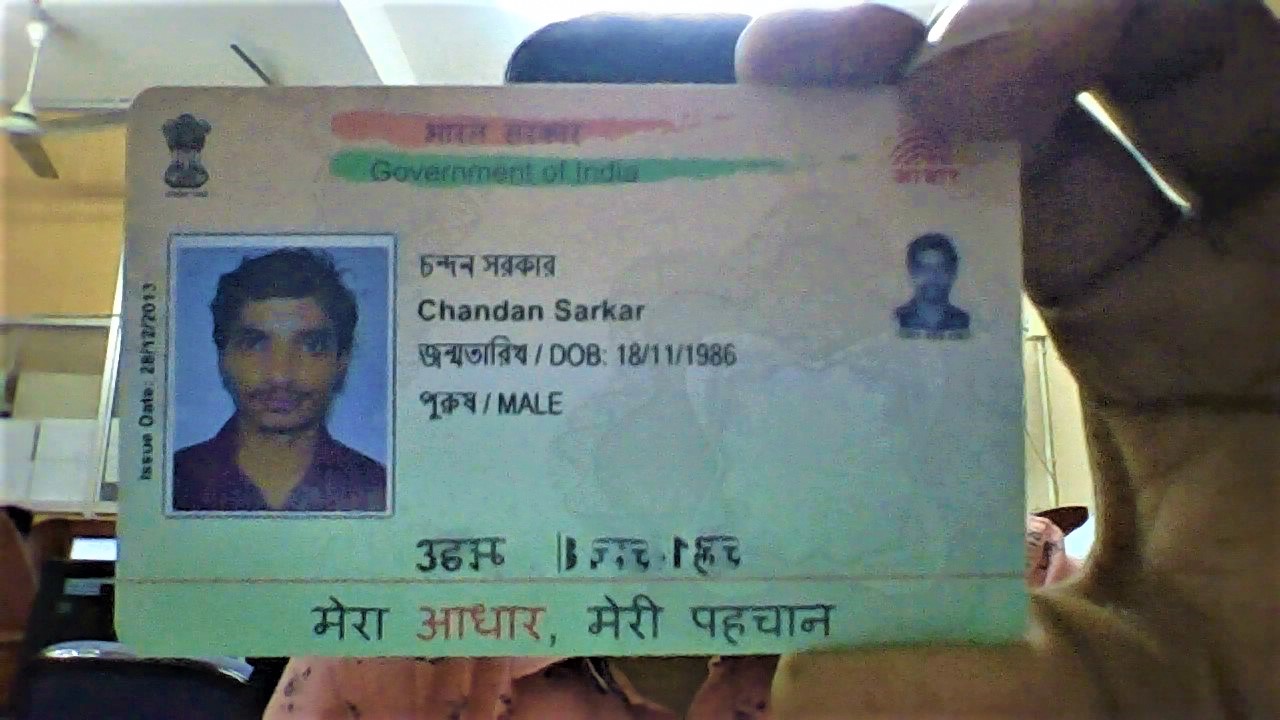 भारत सरकार
Government of India
आधार
চন্দন সরকার
Chandan Sarkar
জন্মতারিখ / DOB: 18/11/1986
পুরুষ / MALE
Issue Date: 28/12/2013
मेरा आधार, मेरी पहचान